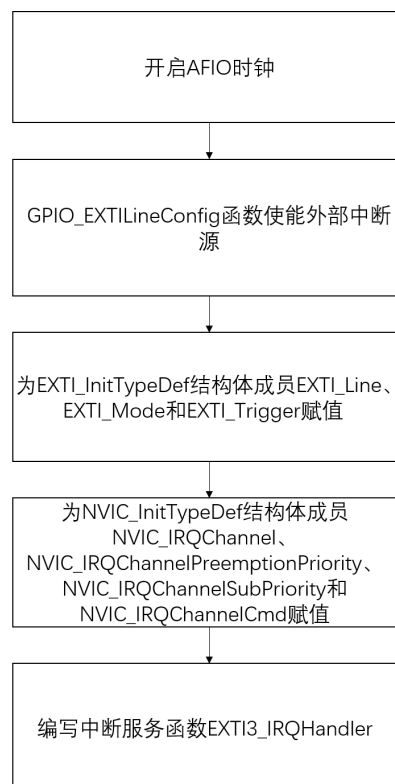 开启AFIO时钟
GPIO_EXTILineConfig函数使能外部中断
源
为EXTI_InitTypeDef结构体成员EXTI_Line、
EXTI_Mode和EXTI_Trigger赋值
为NVIC_InitTypeDef结构体成员
NVIC_IRQChannel、
NVIC_IRQChannelPreemptionPriority、
NVIC_IRQChannelSubPriority和
NVIC_IRQChannelCmd赋值
编写中断服务函数EXTI3_IRQHandler